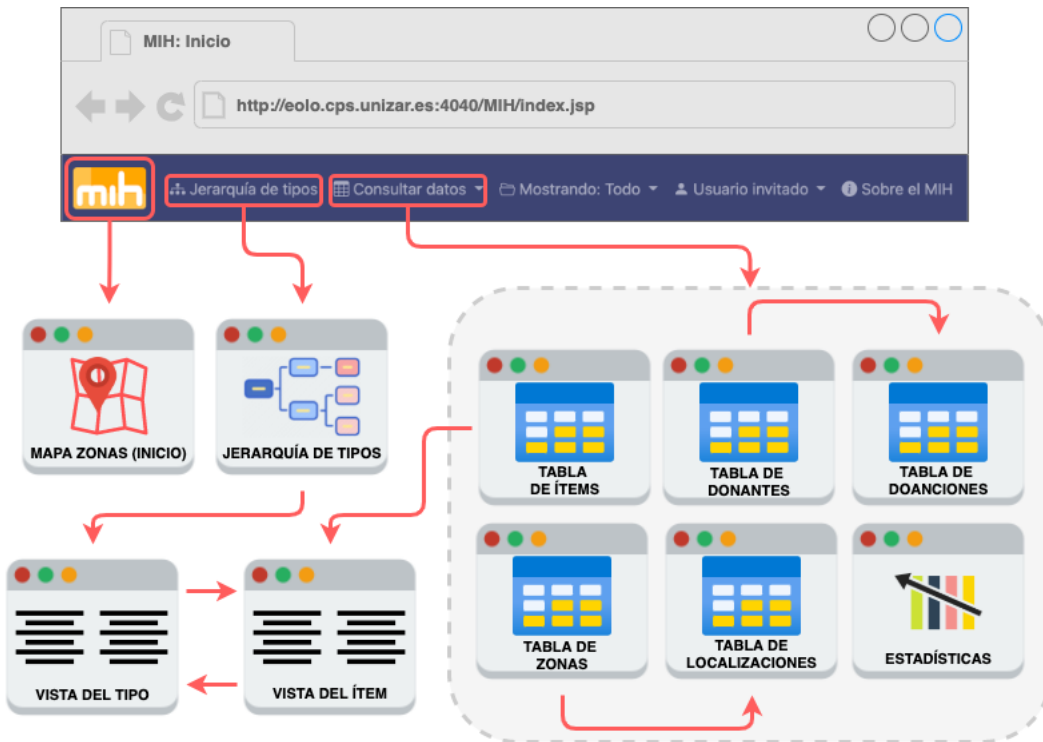 MIH: Inicio
http://eolo.cps.unizar.es:4040/MIH/index.jsp
mih Jerarquía de tipos Consultar datos Mostrando: Todo Usuario invitado Sobre el MIH
MAPA ZONAS (INICIO)
JERARQUÍA DE TIPOS
TABLA
DE ÍTEMS
TABLA DE
DONANTES
TABLA DE
DOANCIONES
TABLA DE
ZONAS
TABLA DE
LOCALIZACIONES
ESTADÍSTICAS
VISTA DEL TIPO
VISTA DEL ÍTEM